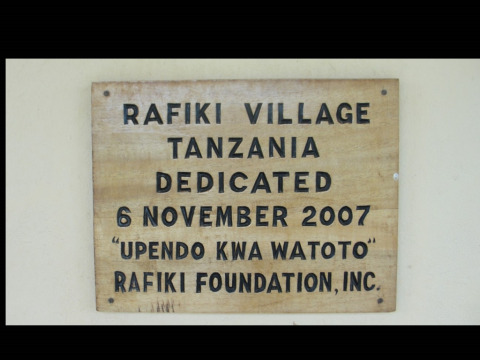 RAFIKI VILLAGE
TANZANIA
DEDICATED
6 NOVEMBER 2007
"UPENDO KWA WATOTO"
RAFIKI FOUNDATION, INC.